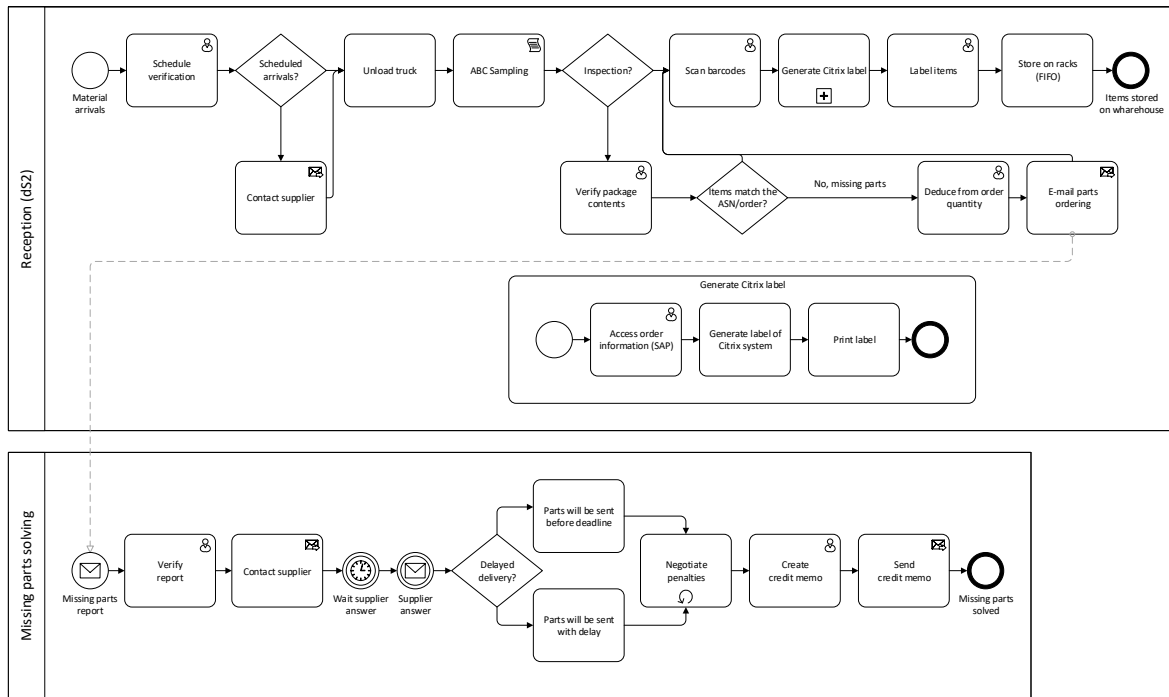 Reception (dS2)
Material
arrivals
Schedule
verification
Scheduled
arrivals?
Unload truck
ABC Sampling
Inspection?
Scan barcodes
Generate Citrix label
Label items
Store on racks
(FIFO)
Items stored
on wharehouse
Contact supplier
Verify package
contents
Items match the
ASN/order?
No, missing parts
Deduce from order
quantity
E-mail parts
ordering
Generate Citrix label
Access order
information (SAP)
Generate label of
Citrix system
Print label
Missing parts solving
Missing parts
report
Verify
report
Contact supplier
Wait supplier
answer
Supplier
answer
Delayed
delivery?
Parts will be sent
before deadline
Parts will be sent
with delay
Negotiate
penalties
Create
credit memo
Send
credit memo
Missing parts
solved